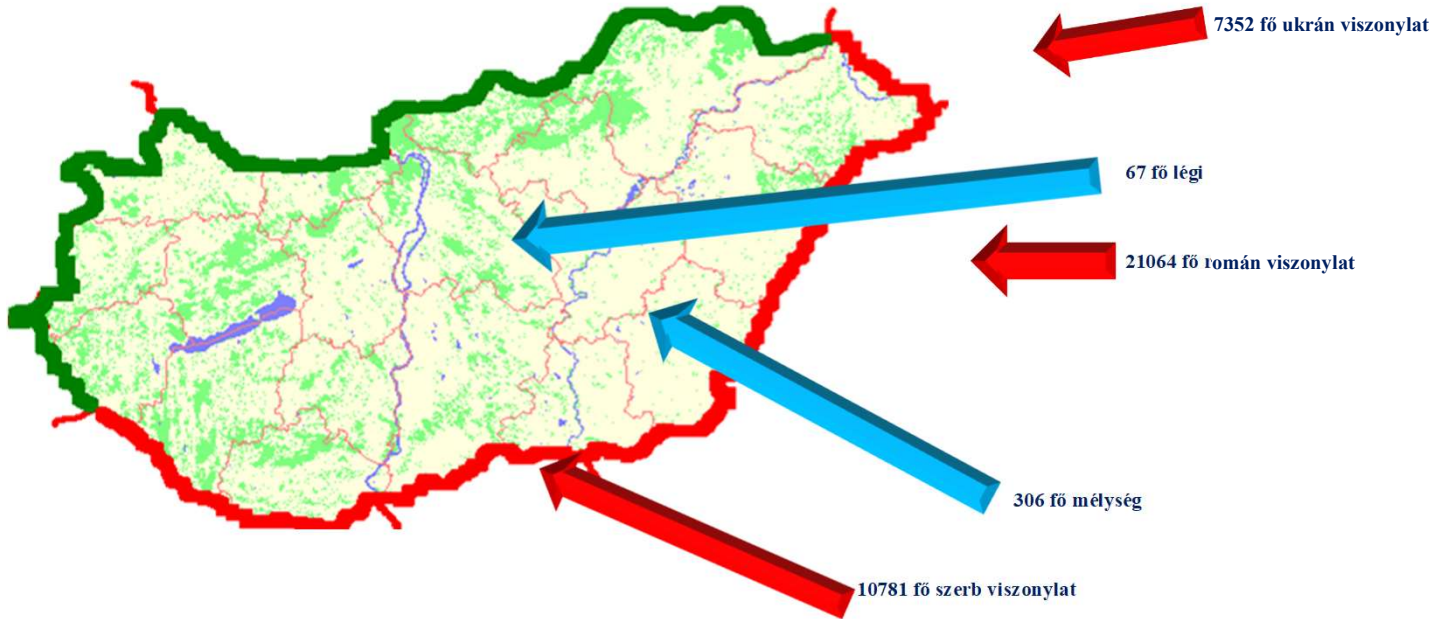 7352 fő ukrán viszonylat
67 fő légi
21064 fő román viszonylat
306 fő mélység
10781 fő szerb viszonylat